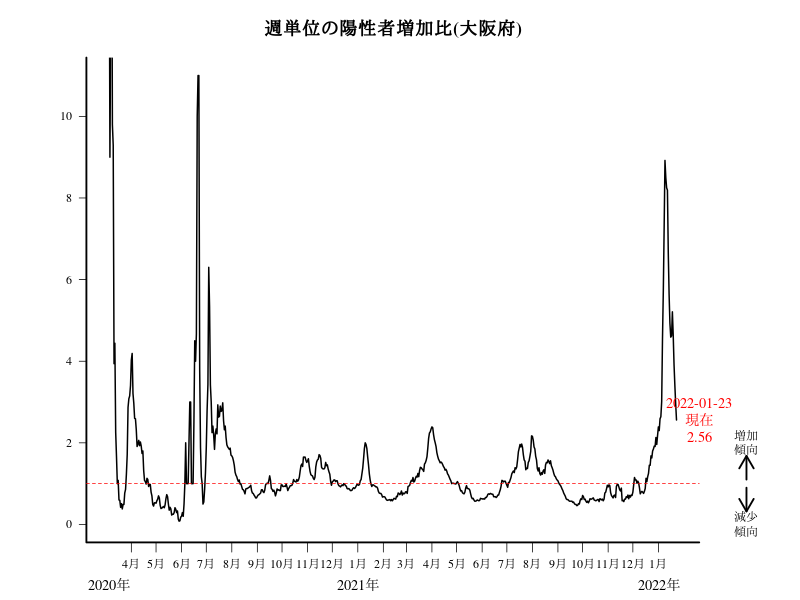 週単位の陽性者増加比(大阪府)
10
8
6
4
2
0
2022-01-23
現在
2.56
増加
傾向
減少
傾向
4月 5月 6月 7月 8月 9月 10月 11月 12月 1月 2月 3月 4月 5月 6月 7月 8月 9月 10月 11月 12月 1月
2020年 2021年 2022年